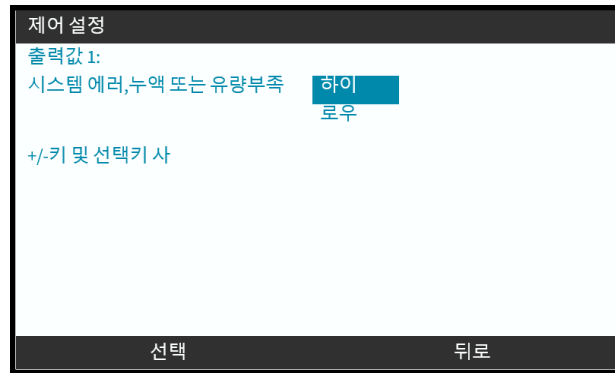 제어 설정
출력값 1:
시스템 에러,누액 또는 유량부족 하이
로우
+/-키 및 선택키 사
선택 뒤로